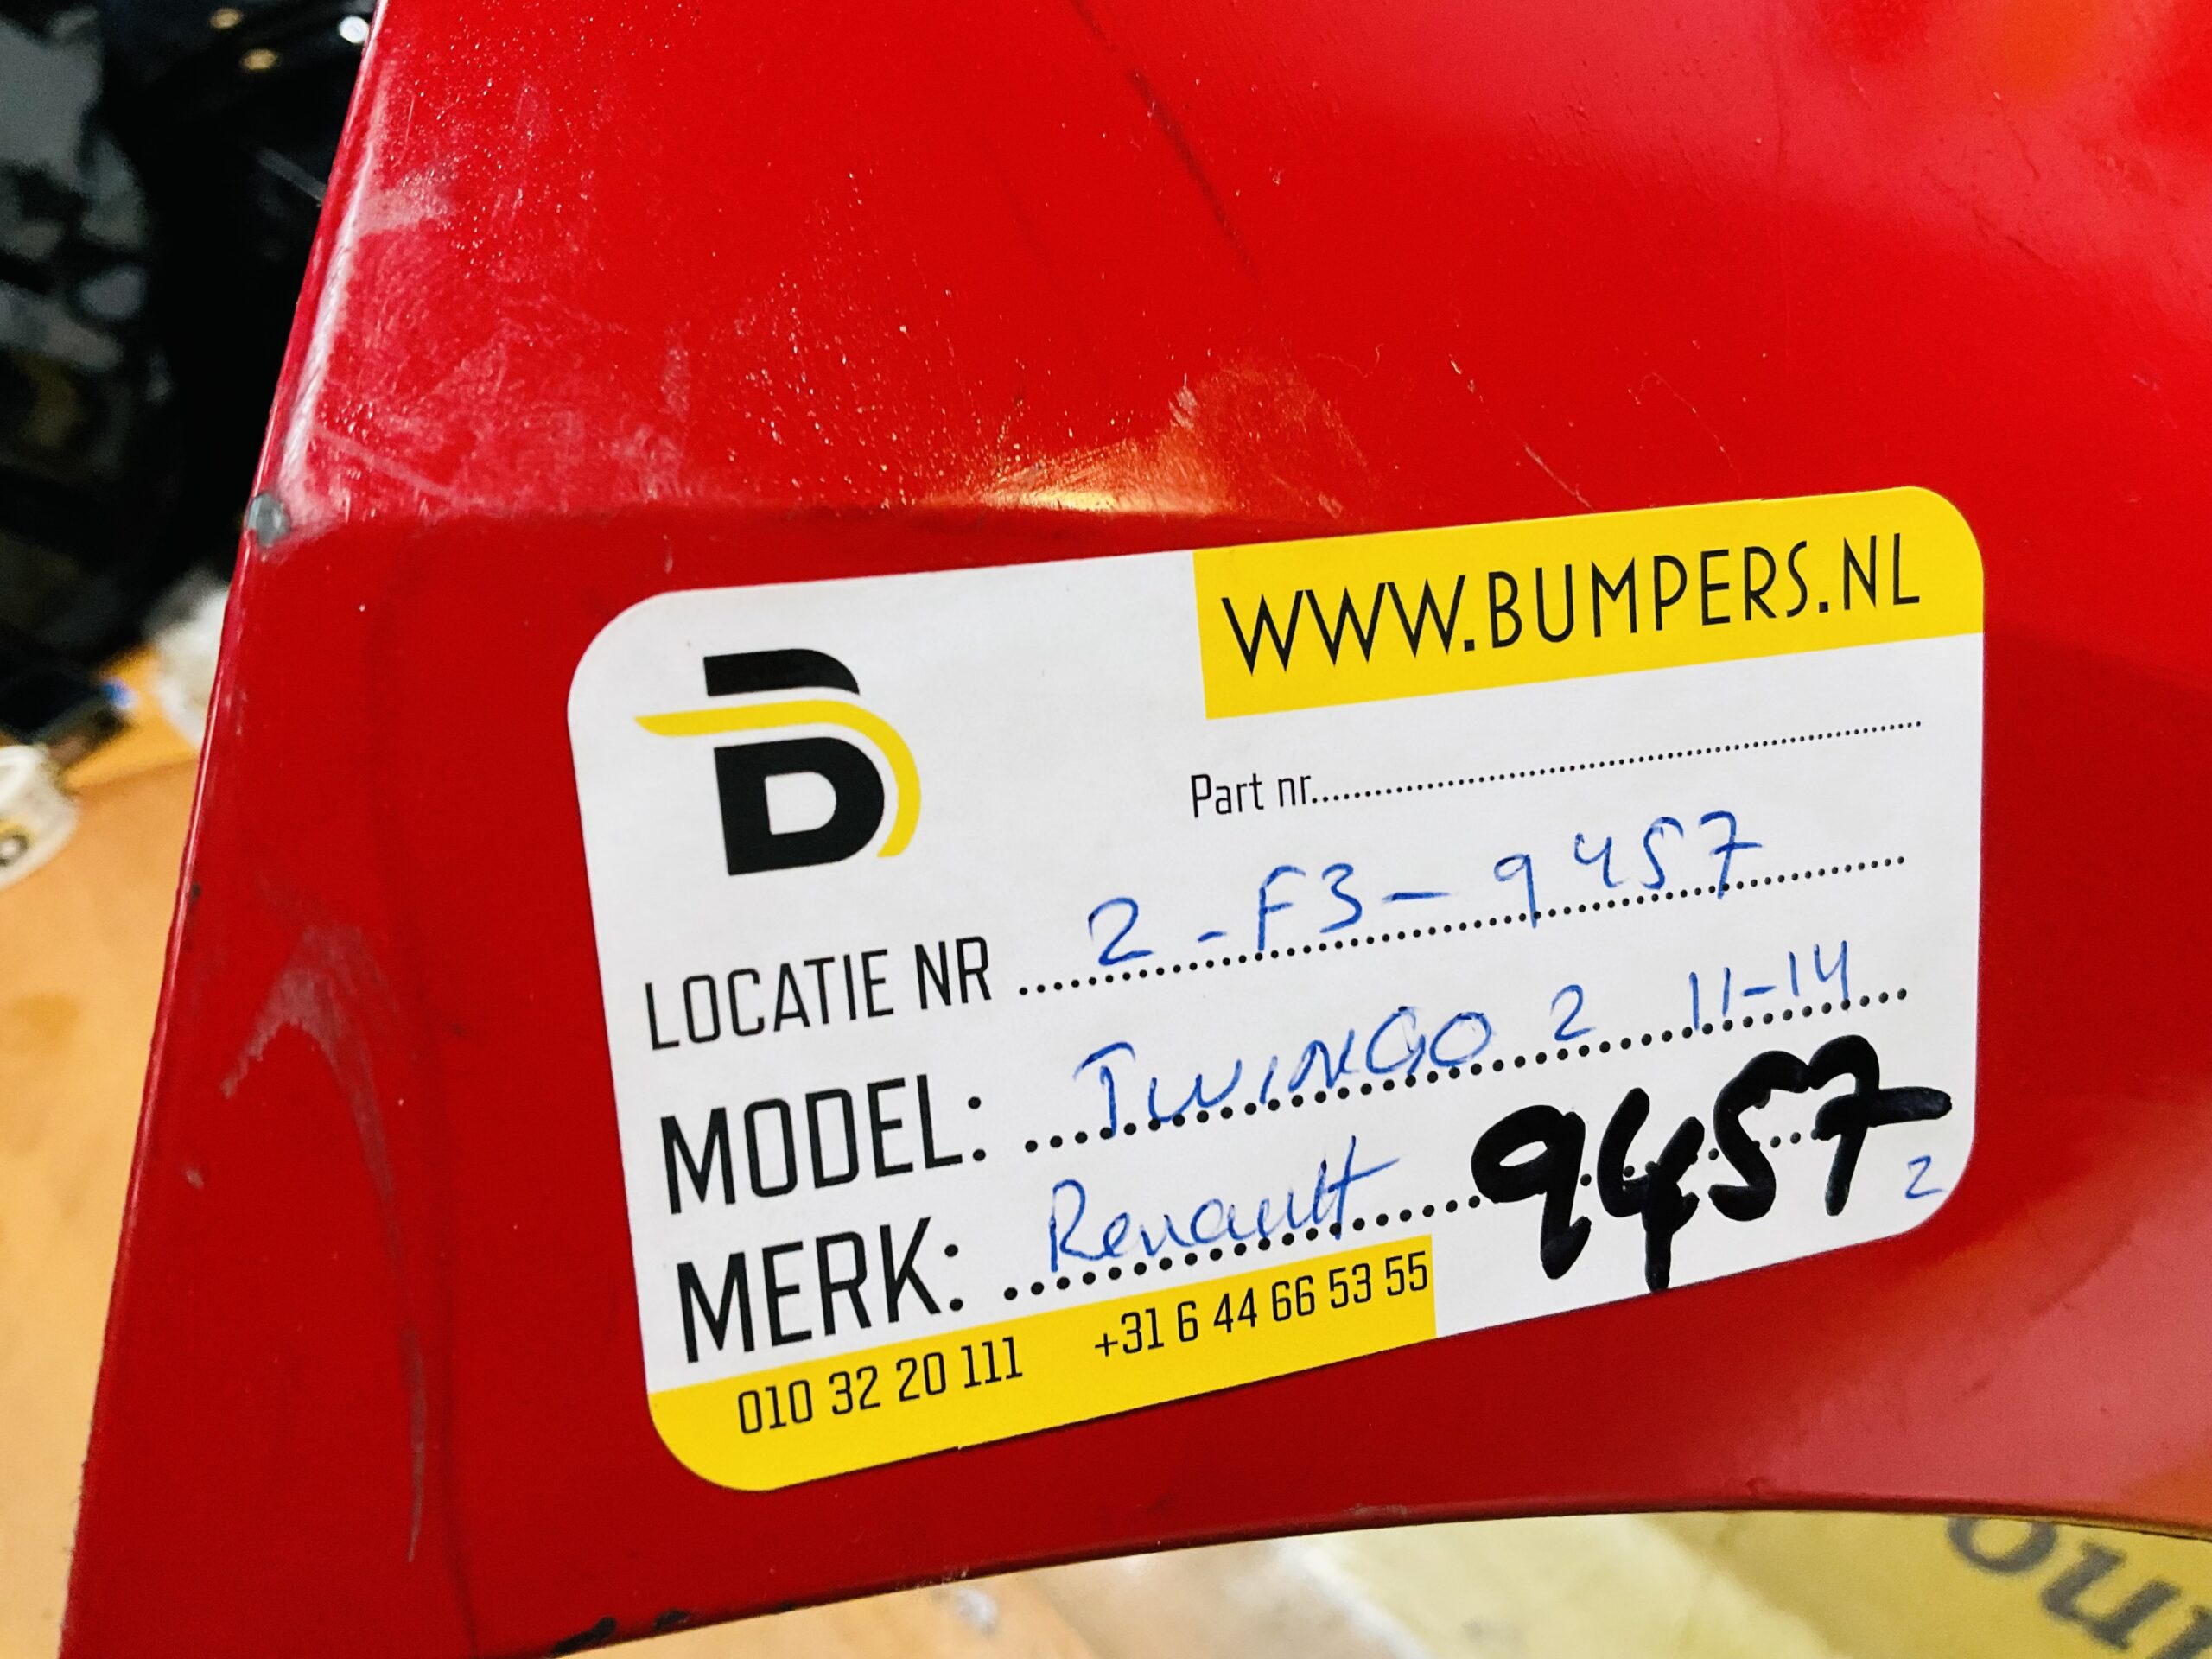 WWW.BUMPERS.NL
Part nr.
LOCATIE NR 2-F3-9457
MODEL: TWINGO 2 11-14
MERK: Renault 9457
2
010 32 20 111 +31 6 44 66 53 55